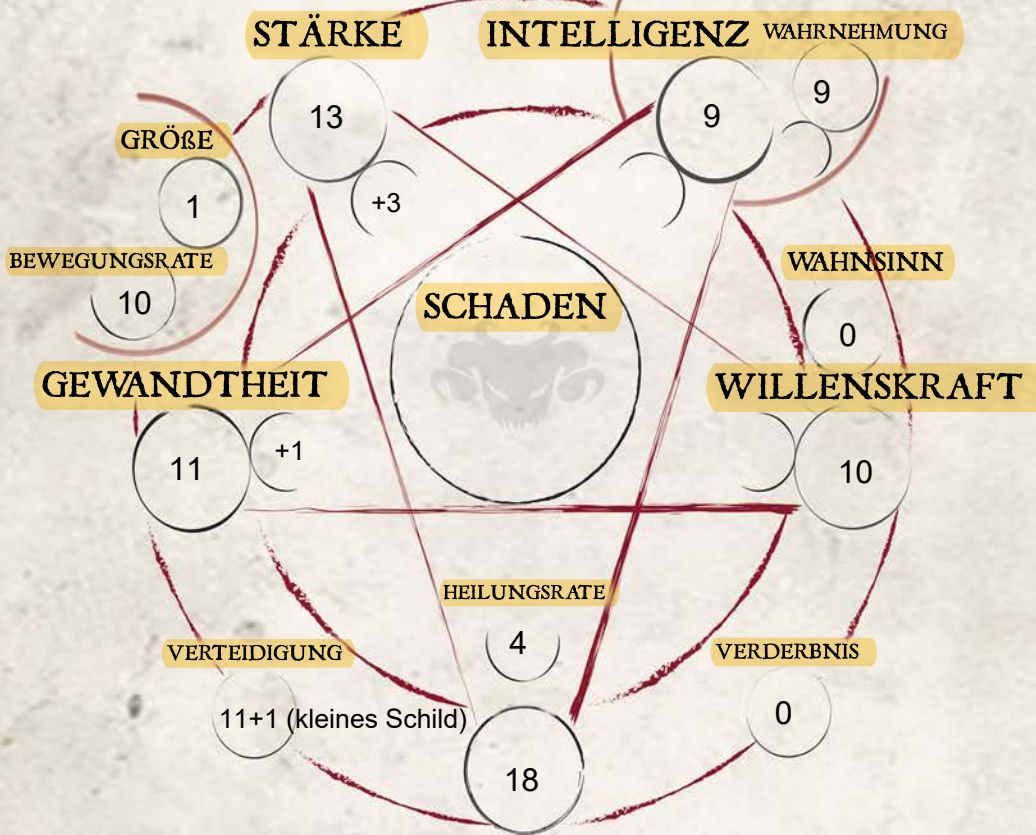 STÄRKE
INTELLIGENZ WAHRNEHMUNG
13
9
9
GRÖßE
1
+3
BEWEGUNGSRATE
10
WAHNSINN
0
SCHADEN
GEWANDTHEIT
WILLENSKRAFT
11
+1
10
HEILUNGSRATE
4
VERTEIDIGUNG
VERDERBNIS
11+1 (kleines Schild)
0
18